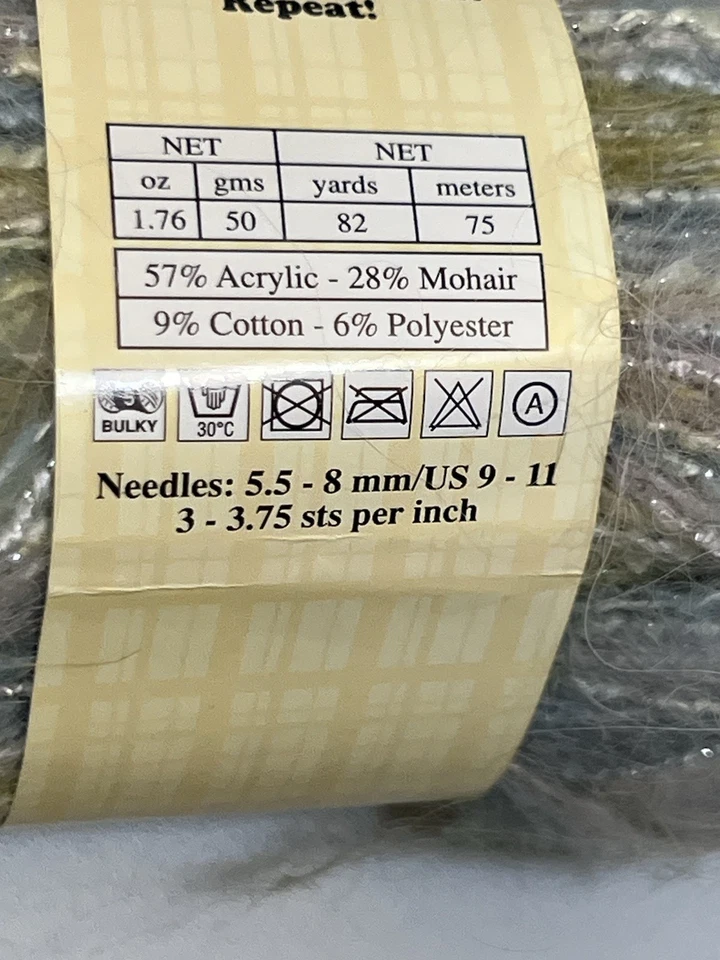 Repeat!
NET NET
oz gms yards meters
1.76 50 82 75
57% Acrylic - 28% Mohair
9% Cotton - 6% Polyester
5
BULKY 30°C A
Needles: 5.5 - 8 mm/US 9 - 11
3 - 3.75 sts per inch